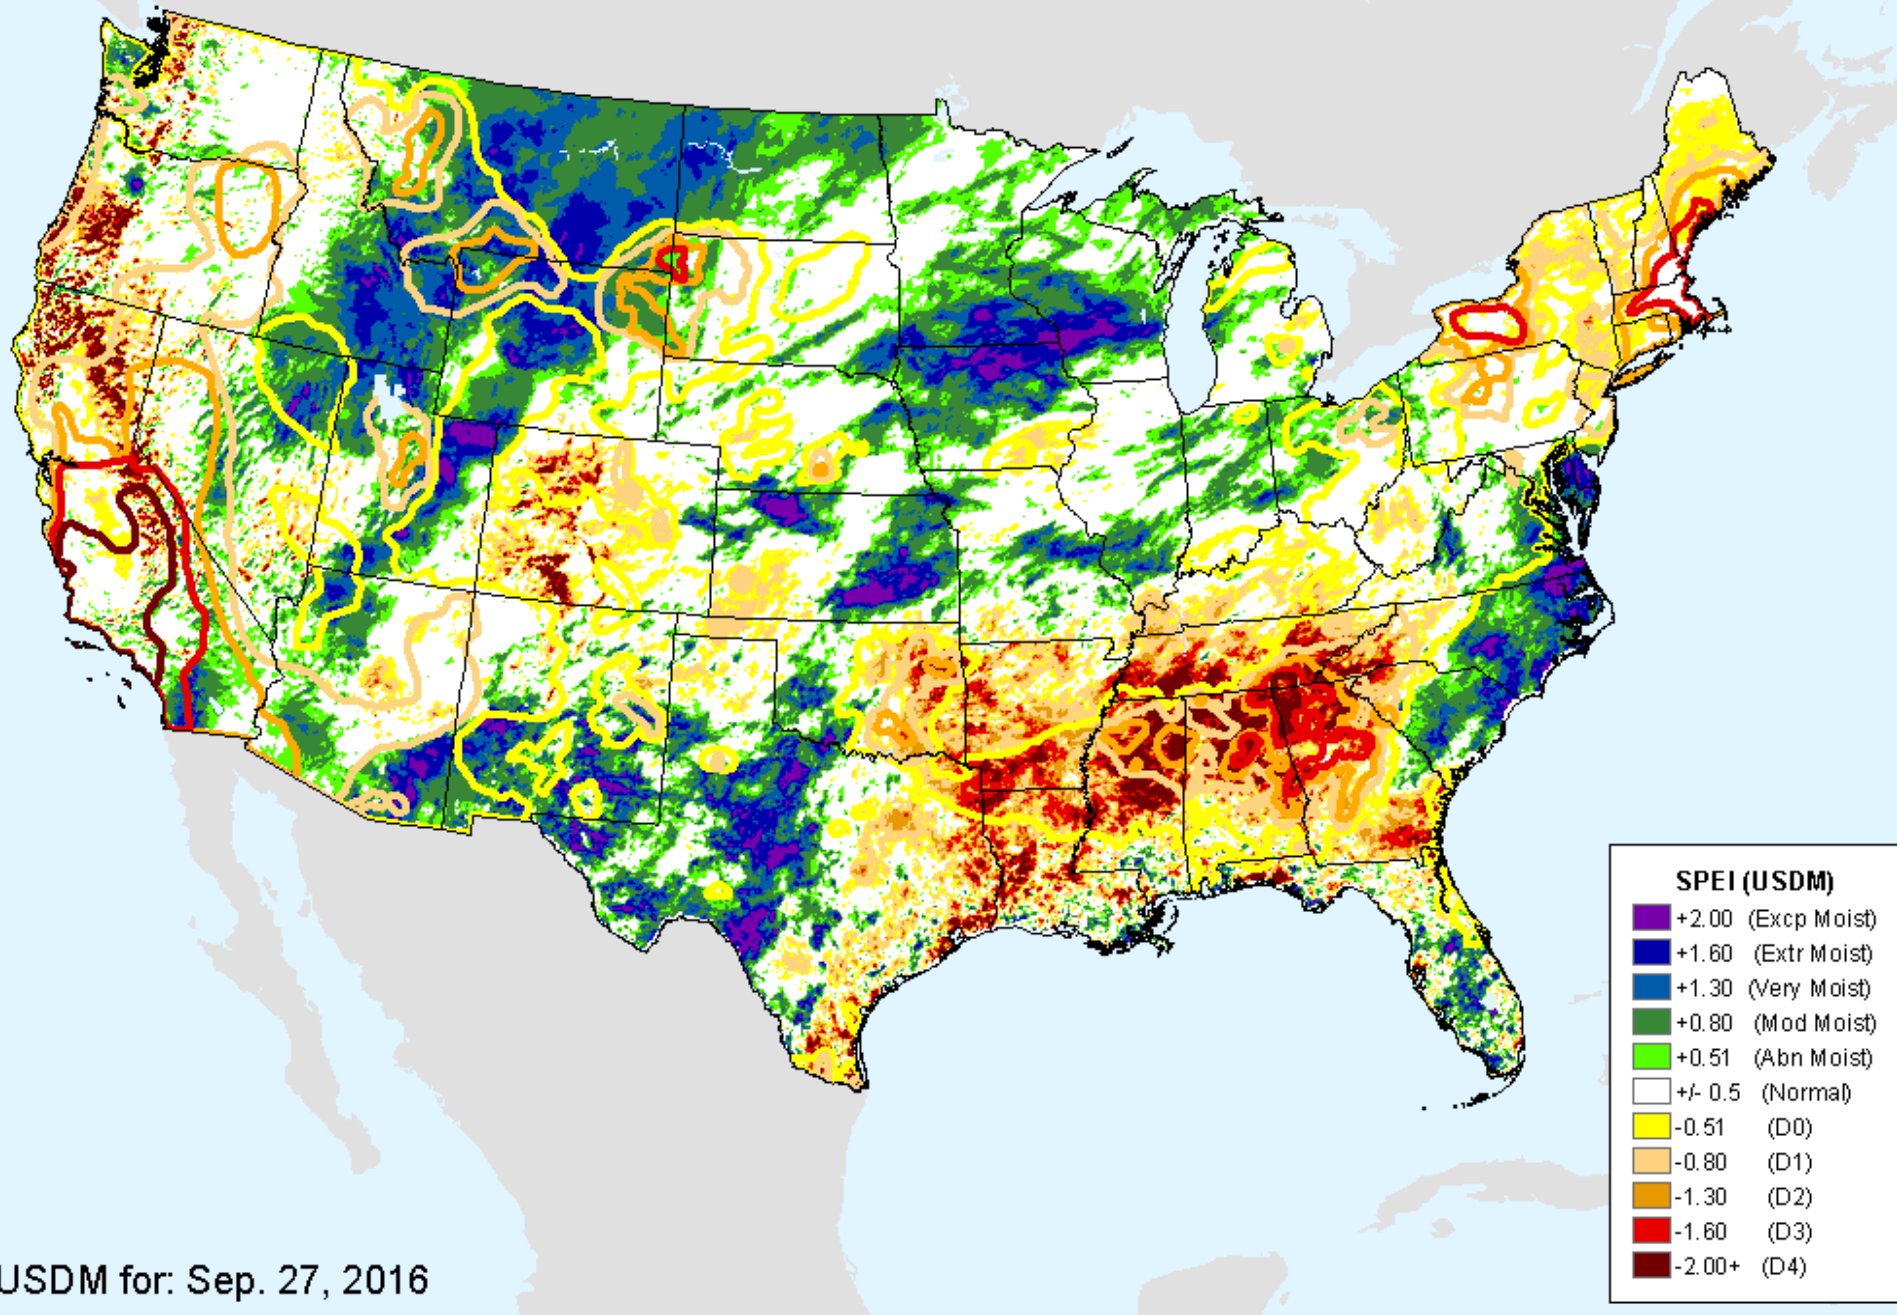 SPEI (USDM)
+2.00 (Excp Moist)
+1.60 (Extr Moist)
+1.30 (Very Moist)
+0.80 (Mod Moist)
+0.51 (Abn Moist)
+/- 0.5 (Normal)
-0.51 (D0)
-0.80 (D1)
-1.30 (D2)
-1.60 (D3)
-2.00+ (D4)
USDM for: Sep. 27, 2016